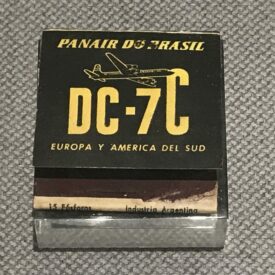 PANAIR DO BRASIL
DC-7C
EUROPA Y AMERICA DEL SUD
15 Fósforos Industria Argentina